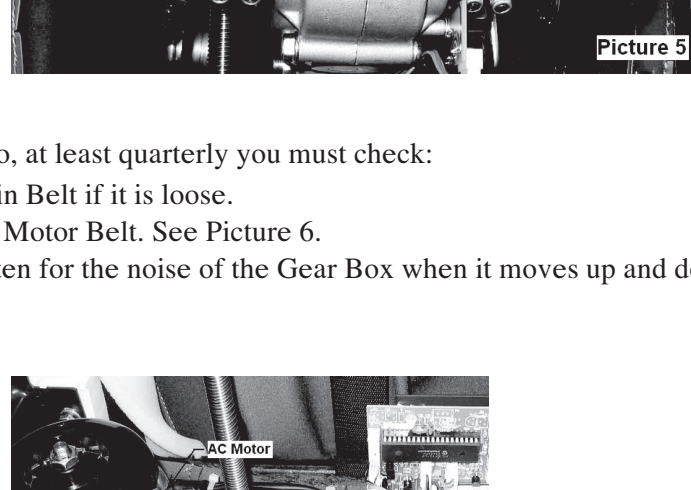 Picture 5
o, at least quarterly you must check:
in Belt if it is loose.
Motor Belt. See Picture 6.
ten for the noise of the Gear Box when it moves up and do
AC Motor